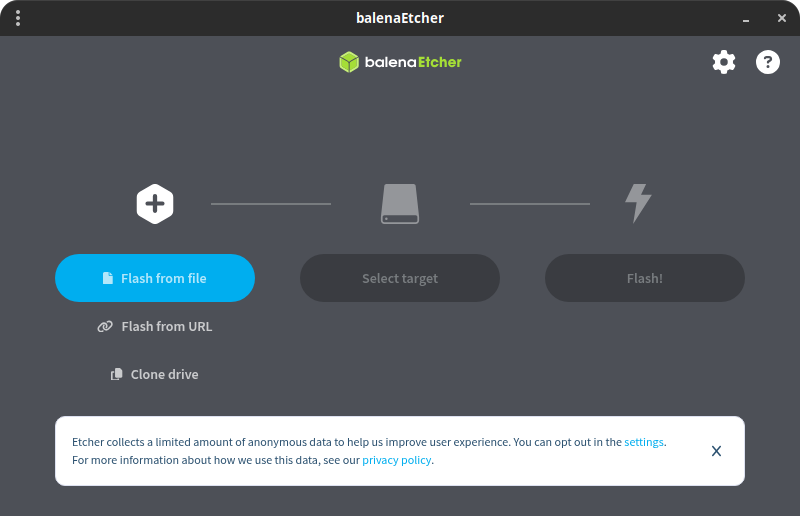 balenaEtcher
balenaEtcher
Flash from file
Select target
Flash!
Flash from URL
Clone drive
Etcher collects a limited amount of anonymous data to help us improve user experience. You can opt out in the settings.
For more information about how we use this data, see our privacy policy.